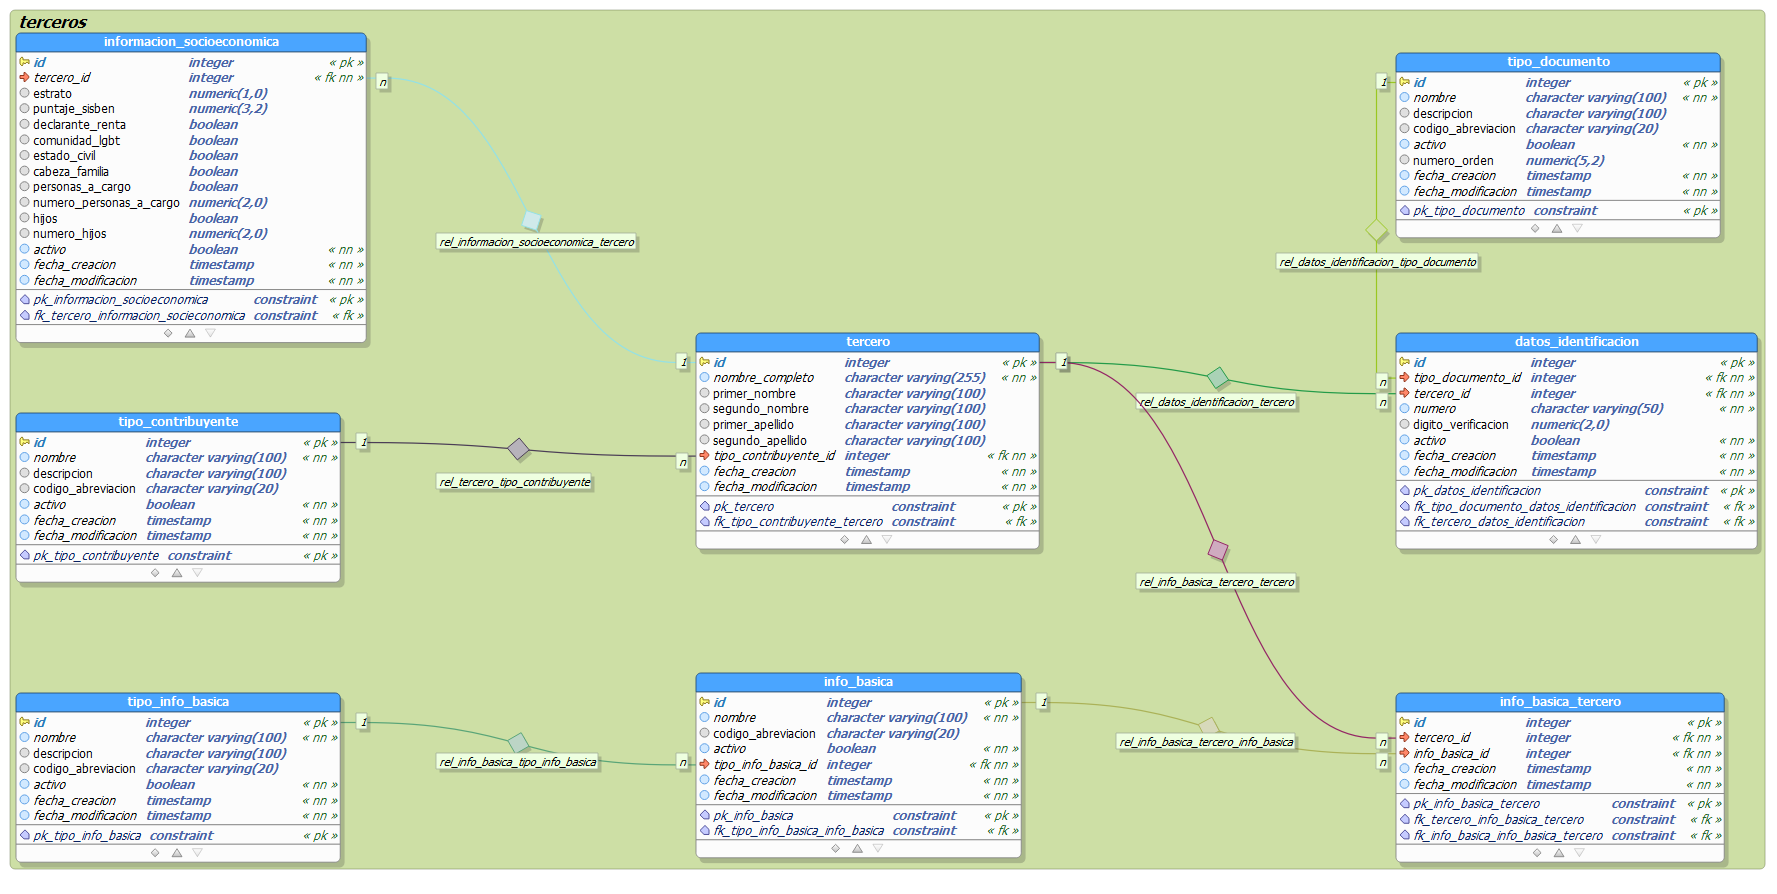 terceros
informacion_socioeconomica
id integer « pk »
tercero_id integer « fk nn »
estrato numeric(1,0)
puntaje_sisben numeric(3,2)
declarante_renta boolean
comunidad_lgbt boolean
estado_civil boolean
cabeza_familia boolean
personas_a_cargo boolean
numero_personas_a_cargo numeric(2,0)
hijos boolean
numero_hijos numeric(2,0)
activo boolean « nn »
fecha_creacion timestamp « nn »
fecha_modificacion timestamp « nn »
pk_informacion_socioeconomica constraint « pk »
fk_tercero_informacion_socieconomica constraint « fk »
n
rel_informacion_socioeconomica_tercero
1
tipo_documento
id integer « pk »
nombre character varying(100) « nn »
descripcion character varying(100)
codigo_abreviacion character varying(20)
activo boolean « nn »
numero_orden numeric(5,2)
fecha_creacion timestamp « nn »
fecha_modificacion timestamp « nn »
pk_tipo_documento constraint « pk »
1
rel_datos_identificacion_tipo_documento
n
tercero
id integer « pk »
nombre_completo character varying(255) « nn »
primer_nombre character varying(100)
segundo_nombre character varying(100)
primer_apellido character varying(100)
segundo_apellido character varying(100)
tipo_contribuyente_id integer « fk nn »
fecha_creacion timestamp « nn »
fecha_modificacion timestamp « nn »
pk_tercero constraint « pk »
fk_tipo_contribuyente_tercero constraint « fk »
1
rel_datos_identificacion_tercero
n
datos_identificacion
id integer « pk »
tipo_documento_id integer « fk nn »
tercero_id integer « fk nn »
numero character varying(50) « nn »
digito_verificacion numeric(2,0)
activo boolean « nn »
fecha_creacion timestamp « nn »
fecha_modificacion timestamp « nn »
pk_datos_identificacion constraint « pk »
fk_tipo_documento_datos_identificacion constraint « fk »
fk_tercero_datos_identificacion constraint « fk »
tipo_contribuyente
id integer « pk »
nombre character varying(100) « nn »
descripcion character varying(100)
codigo_abreviacion character varying(20)
activo boolean « nn »
fecha_creacion timestamp « nn »
fecha_modificacion timestamp « nn »
pk_tipo_contribuyente constraint « pk »
1
rel_tercero_tipo_contribuyente
n
rel_info_basica_tercero_tercero
n
tipo_info_basica
id integer « pk »
nombre character varying(100) « nn »
descripcion character varying(100)
codigo_abreviacion character varying(20)
activo boolean « nn »
fecha_creacion timestamp « nn »
fecha_modificacion timestamp « nn »
pk_tipo_info_basica constraint « pk »
1
rel_info_basica_tipo_info_basica
n
info_basica
id integer « pk »
nombre character varying(100) « nn »
codigo_abreviacion character varying(20)
activo boolean « nn »
tipo_info_basica_id integer « fk nn »
fecha_creacion timestamp « nn »
fecha_modificacion timestamp « nn »
pk_info_basica constraint « pk »
fk_tipo_info_basica_info_basica constraint « fk »
1
rel_info_basica_tercero_info_basica
n
info_basica_tercero
id integer « pk »
tercero_id integer « fk nn »
info_basica_id integer « fk nn »
fecha_creacion timestamp « nn »
fecha_modificacion timestamp « nn »
pk_info_basica_tercero constraint « pk »
fk_tercero_info_basica_tercero constraint « fk »
fk_info_basica_info_basica_tercero constraint « fk »